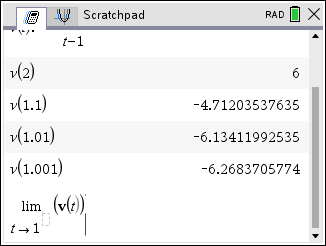 Scratchpad RAD
t−1
v(2) 6
v(1.1) -4.71203537635
v(1.01) -6.13411992535
v(1.001) -6.2683705774
lim (v(t))
t→1